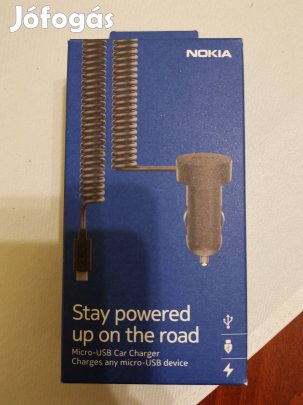 Jófogás
NOKIA
Stay powered
up on the road
Micro-USB Car Charger
Charges any micro-USB device